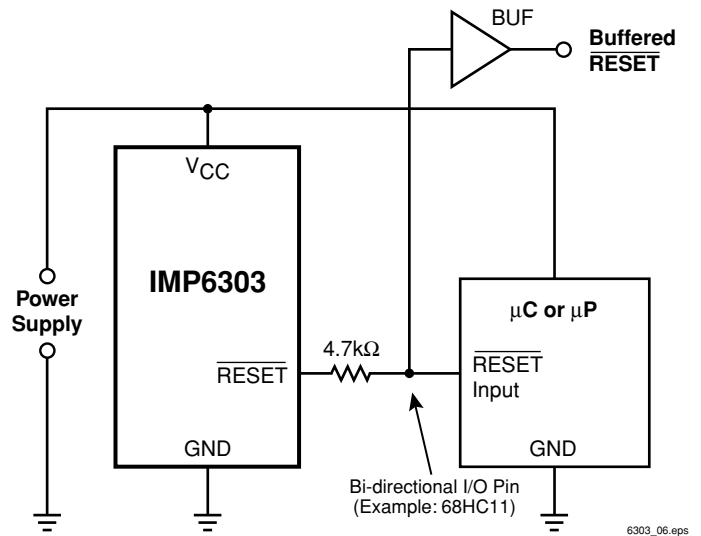 BUF
Buffered
RESET
VCC
IMP6303
Power
Supply
μC or μP
4.7kΩ
RESET
RESET
Input
GND
GND
Bi-directional I/O Pin
(Example: 68HC11)
6303_06.eps